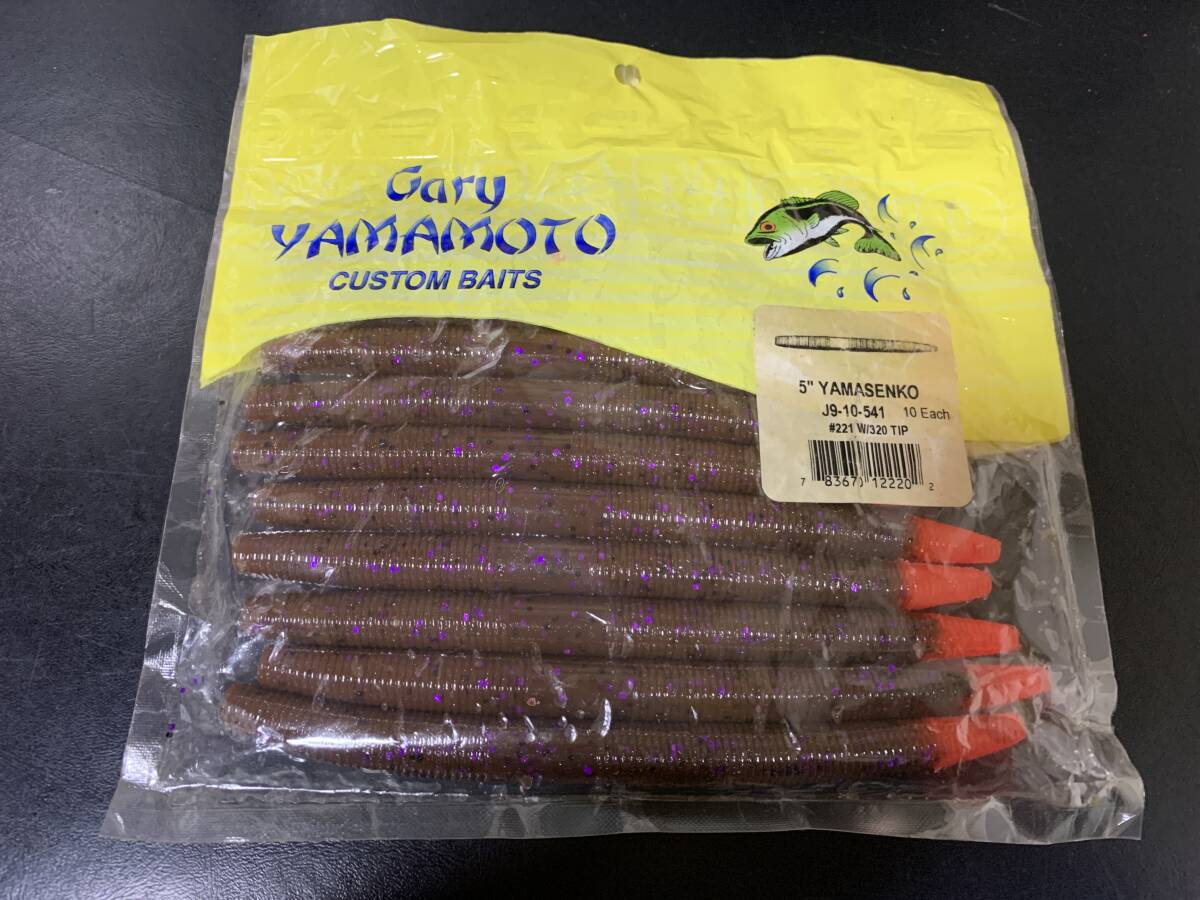 Gary
YAMAMOTO
CUSTOM BAITS
5" YAMASENKO
J9-10-541 10 Each
#221 W/320 TIP
7 83670 12220 2